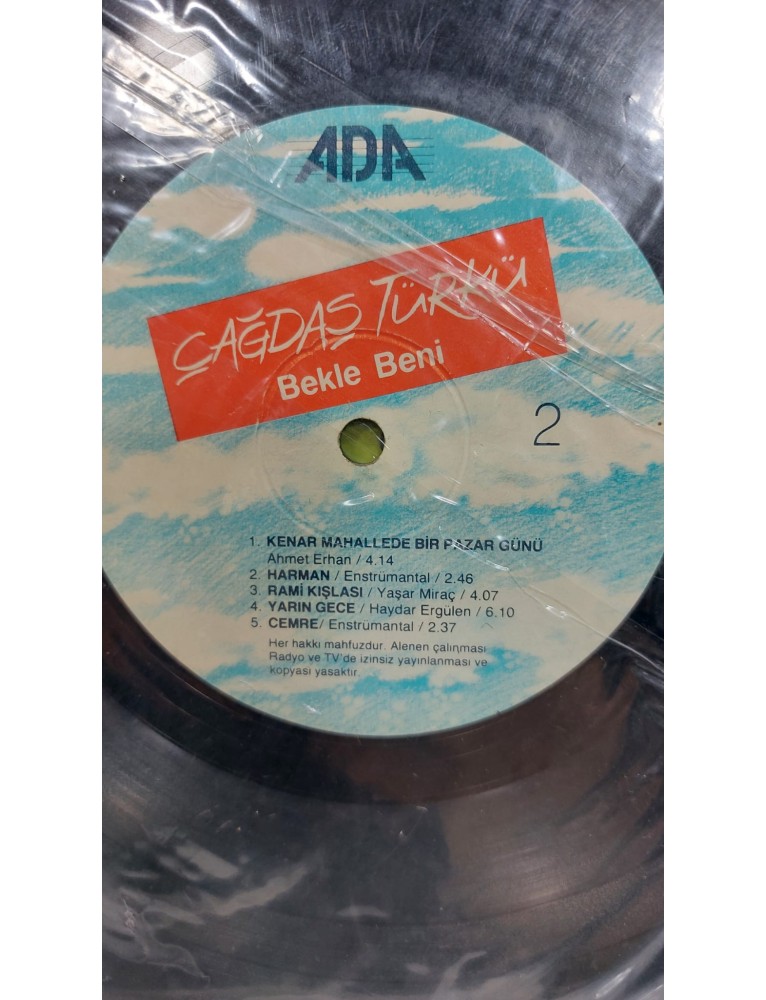 ADA
ÇAĞDAŞ TÜRKÜ
Bekle Beni
2
1. KENAR MAHALLEDE BİR PAZAR GÜNÜ
Ahmet Erhan / 4.14
2. HARMAN / Enstrümantal / 2.46
3. RAMİ KIŞLASI / Yaşar Miraç / 4.07
4. YARIN GECE / Haydar Ergülen / 6.10
5. CEMRE/ Enstrümantal / 2.37
Her hakkı mahfuzdur. Alenen çalınması
Radyo ve TV'de izinsiz yayınlanması ve
kopyası yasaktır.